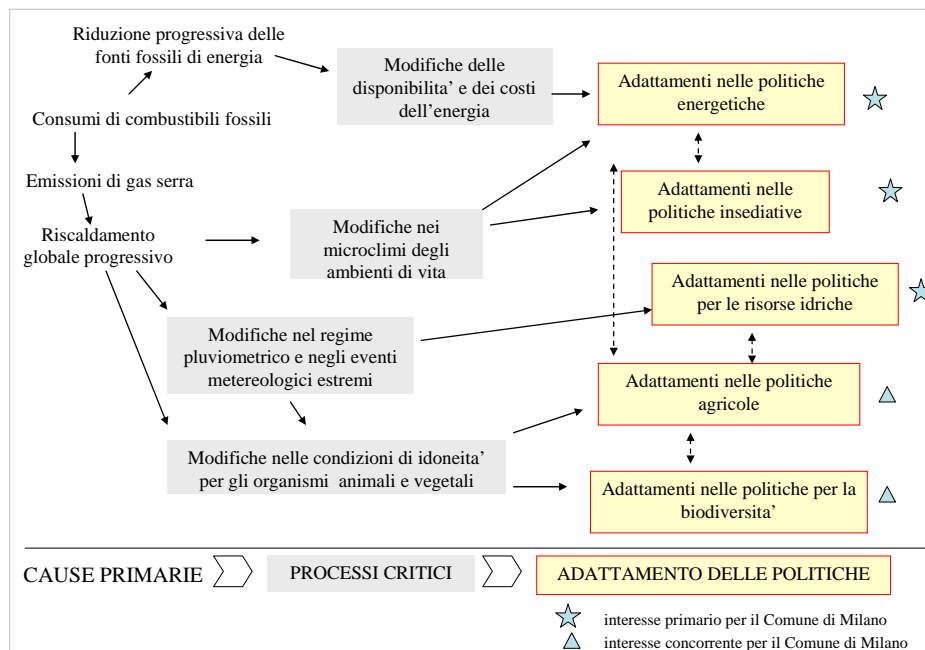 Riduzione progressiva delle
fonti fossili di energia
Modifiche delle
disponibilita' e dei costi
dell'energia
Adattamenti nelle politiche
energetiche
Consumi di combustibili fossili
Emissioni di gas serra
Adattamenti nelle
politiche insediative
Riscaldamento
globale progressivo
Modifiche nei
microclimi degli
ambienti di vita
Adattamenti nelle politiche
per le risorse idriche
Modifiche nel regime
pluviometrico e negli eventi
metereologici estremi
Adattamenti nelle politiche
agricole
Modifiche nelle condizioni di idoneita'
per gli organismi animali e vegetali
Adattamenti nelle politiche per la
biodiversita'
CAUSE PRIMARIE
PROCESSI CRITICI
ADATTAMENTO DELLE POLITICHE
interesse primario per il Comune di Milano
interesse concorrente per il Comune di Milano